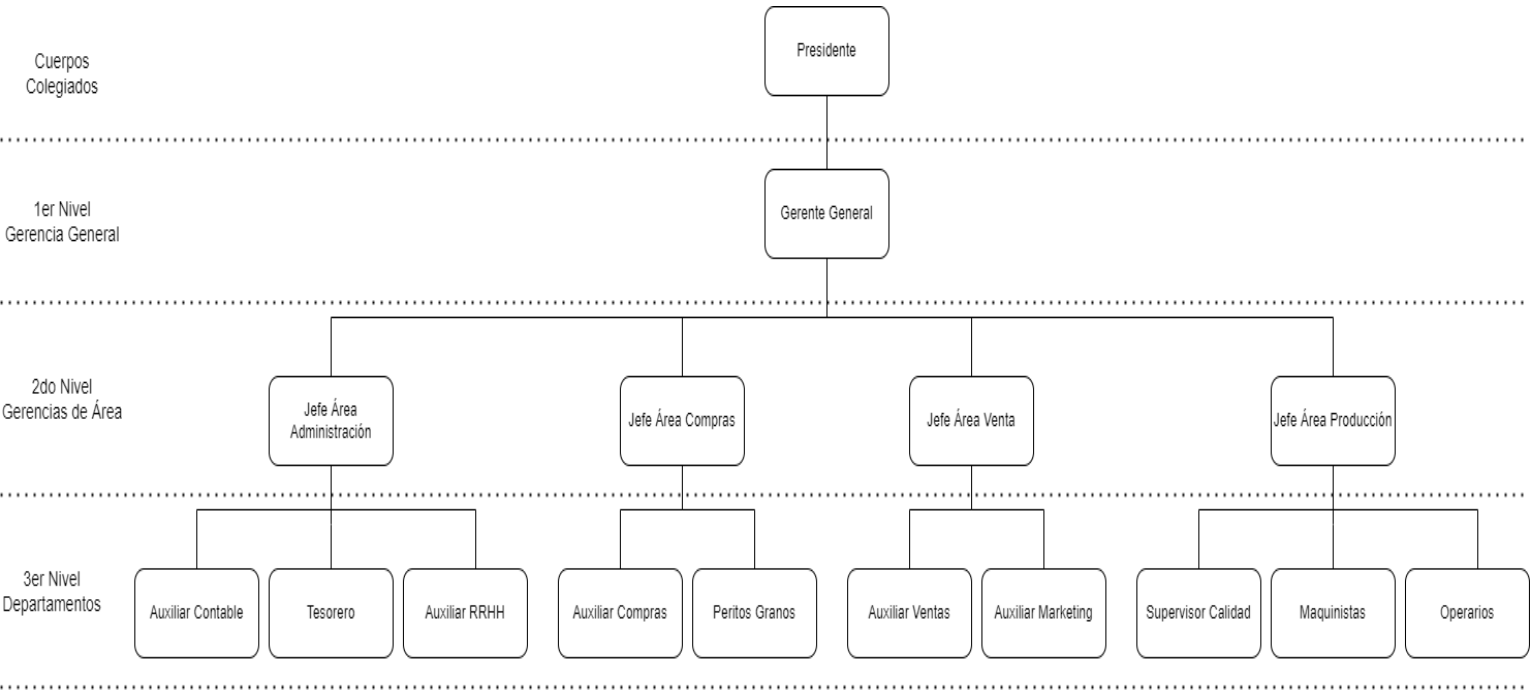 Cuerpos
Colegiados
Presidente
1er Nivel
Gerencia General
Gerente General
2do Nivel
Gerencias de Área
Jefe Área
Administración
Jefe Área Compras
Jefe Área Venta
Jefe Área Producción
3er Nivel
Departamentos
Auxiliar Contable
Tesorero
Auxiliar RRHH
Auxiliar Compras
Peritos Granos
Auxiliar Ventas
Auxiliar Marketing
Supervisor Calidad
Maquinistas
Operarios